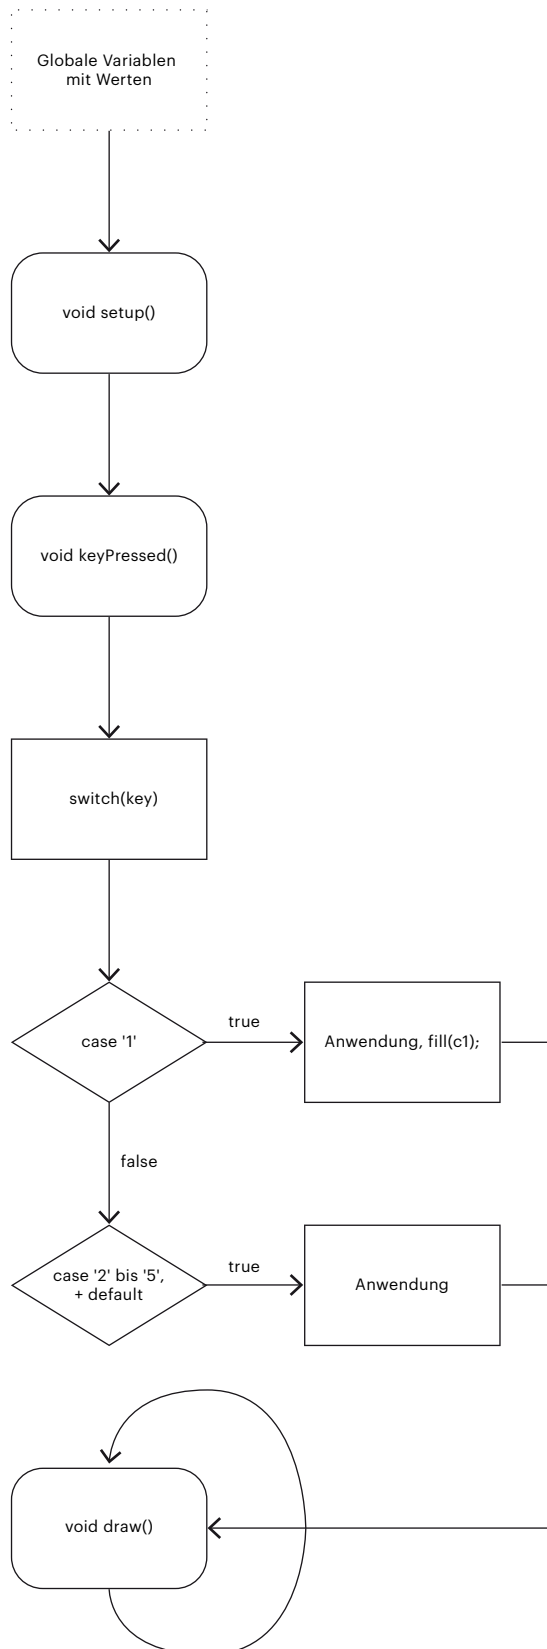 Globale Variablen
mit Werten
void setup()
void keyPressed()
switch(key)
case '1'
true
Anwendung, fill(c1);
false
case '2' bis '5',
+ default
true
Anwendung
void draw()